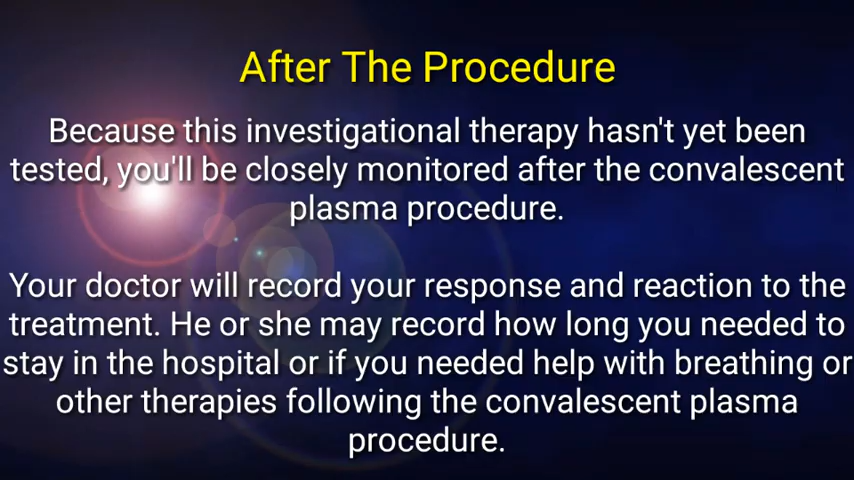 After The Procedure
Because this investigational therapy hasn't yet been
tested, you'll be closely monitored after the convalescent
plasma procedure.
Your doctor will record your response and reaction to the
treatment. He or she may record how long you needed to
stay in the hospital or if you needed help with breathing or
other therapies following the convalescent plasma
procedure.